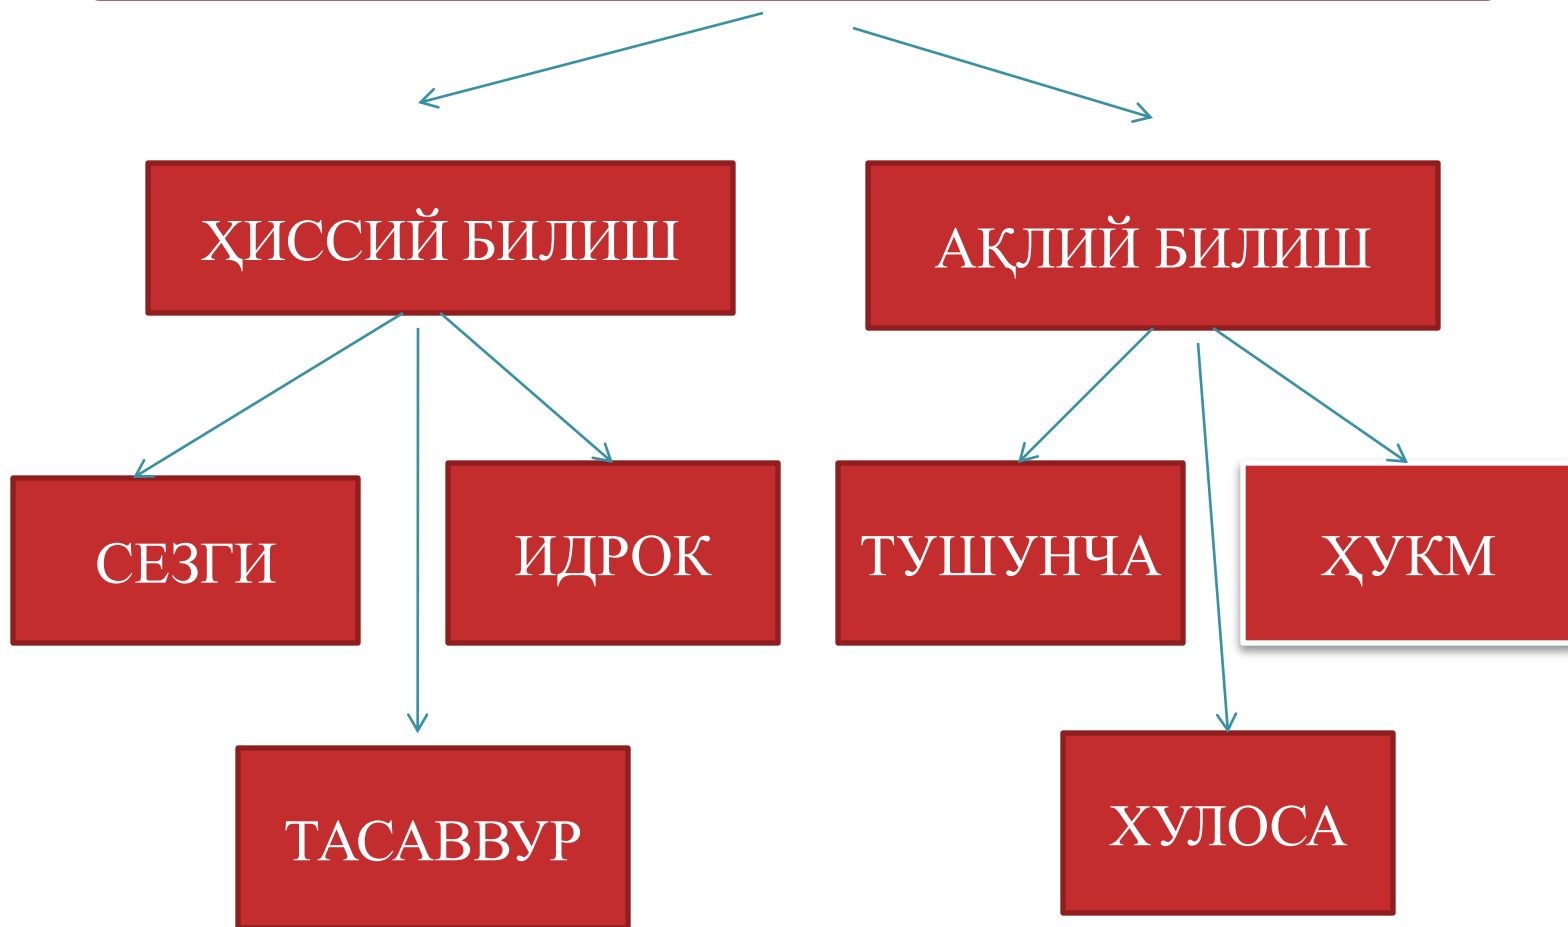 ҲИССИЙ БИЛИШ
АҚЛИЙ БИЛИШ
СЕЗГИ
ИДРОК
ТУШУНЧА
ҲУКМ
ТАСАВВУР
ХУЛОСА